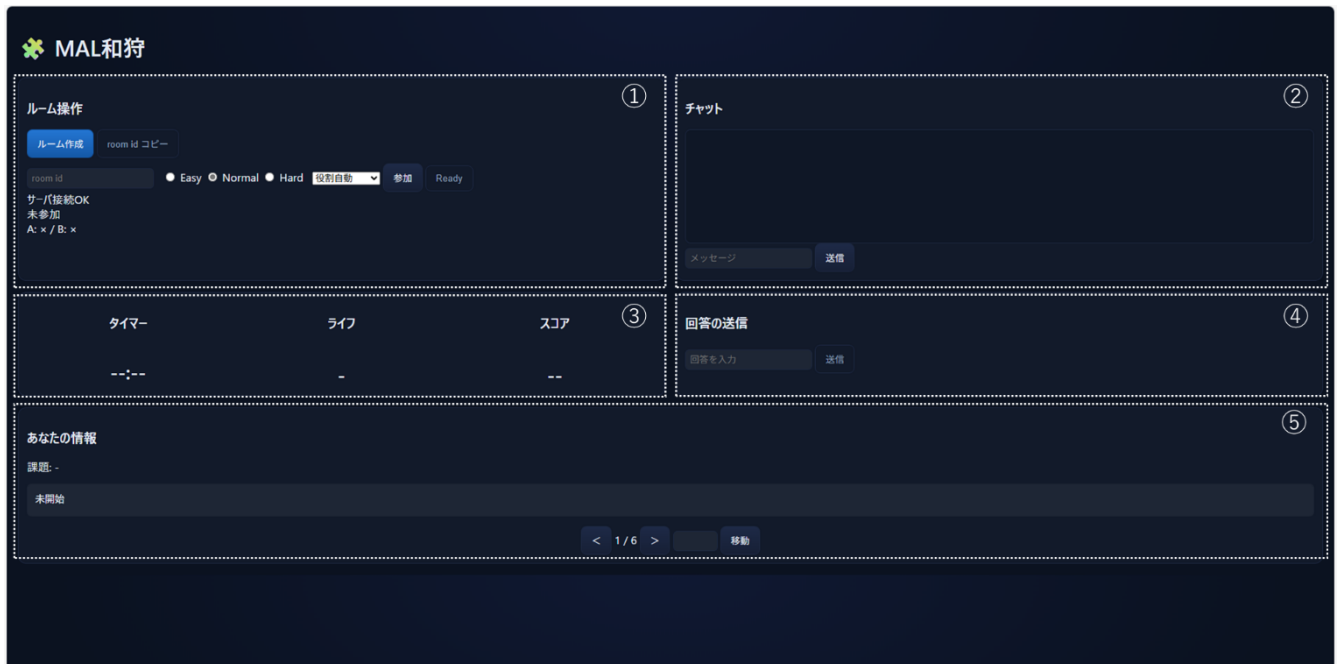 MAL和狩
①
ルーム操作
ルーム作成 room id コピー
room id Easy Normal Hard 役割自動 参加 Ready
サーバ接続OK
未参加
A: × / B: ×
②
チャット
メッセージ 送信
③
タイマー ライフ スコア
--:-- - --
④
回答の送信
回答を入力 送信
⑤
あなたの情報
課題: -
未開始
< 1 / 6 > 移動